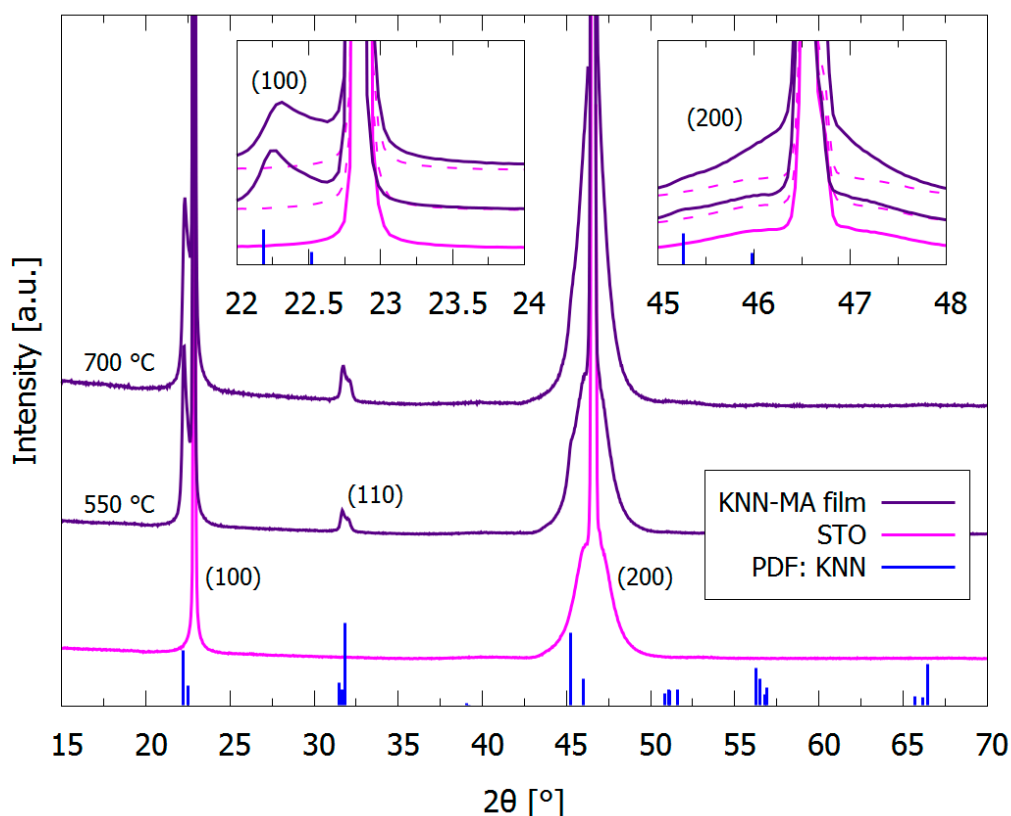 (100)
(200)
22 22.5 23 23.5 24
45 46 47 48
700 °C
550 °C
(110)
(100)
(200)
KNN-MA film
STO
PDF: KNN
Intensity [a.u.]
15 20 25 30 35 40 45 50 55 60 65 70
2θ [°]